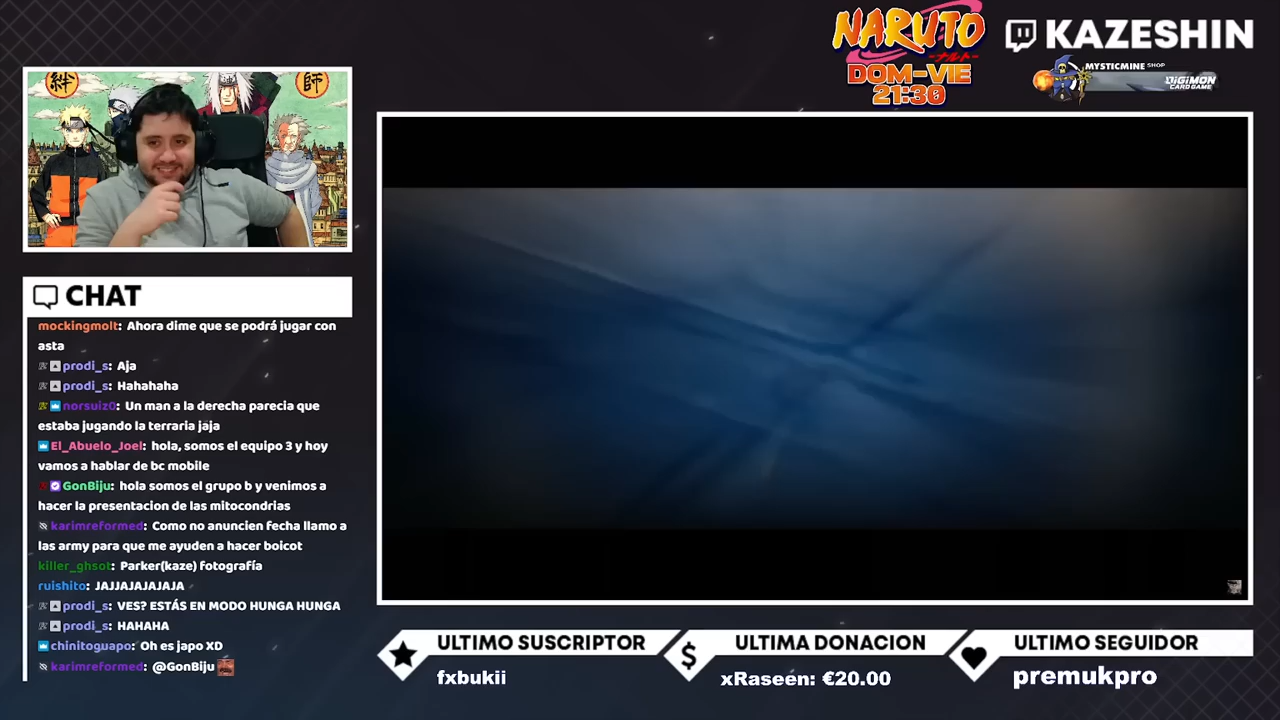 NARUTO
-ナルト-
DOM-VIE
21:30
KAZESHIN
MYSTICMINE SHOP
DIGIMON
CARD GAME
絆
師
CHAT
mockingmolt: Ahora dime que se podrá jugar con
asta
prodi_s: Aja
prodi_s: Hahahaha
norsuiz0: Un man a la derecha parecia que
estaba jugando la terraria jaja
El_Abuelo_Joel: hola, somos el equipo 3 y hoy
vamos a hablar de bc mobile
GonBiju: hola somos el grupo b y venimos a
hacer la presentacion de las mitocondrias
karimreformed: Como no anuncien fecha llamo a
las army para que me ayuden a hacer boicot
killer_ghsot: Parker(kaze) fotografía
ruishito: JAJJAJAJAJAJA
prodi_s: VES? ESTÁS EN MODO HUNGA HUNGA
prodi_s: HAHAHA
chinitoguapo: Oh es japo XD
karimreformed: @GonBiju
ULTIMO SUSCRIPTOR
fxbukii
ULTIMA DONACION
xRaseen: €20.00
ULTIMO SEGUIDOR
premukpro